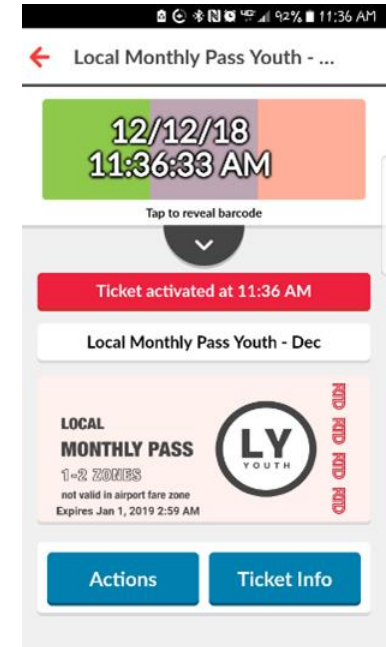 92% 11:36 AM
Local Monthly Pass Youth - ...
12/12/18
11:36:33 AM
Tap to reveal barcode
Ticket activated at 11:36 AM
Local Monthly Pass Youth - Dec
LOCAL
MONTHLY PASS
1-2 ZONES
not valid in airport fare zone
Expires Jan 1, 2019 2:59 AM
LY
YOUTH
RTD RTD RTD RTD
Actions
Ticket Info